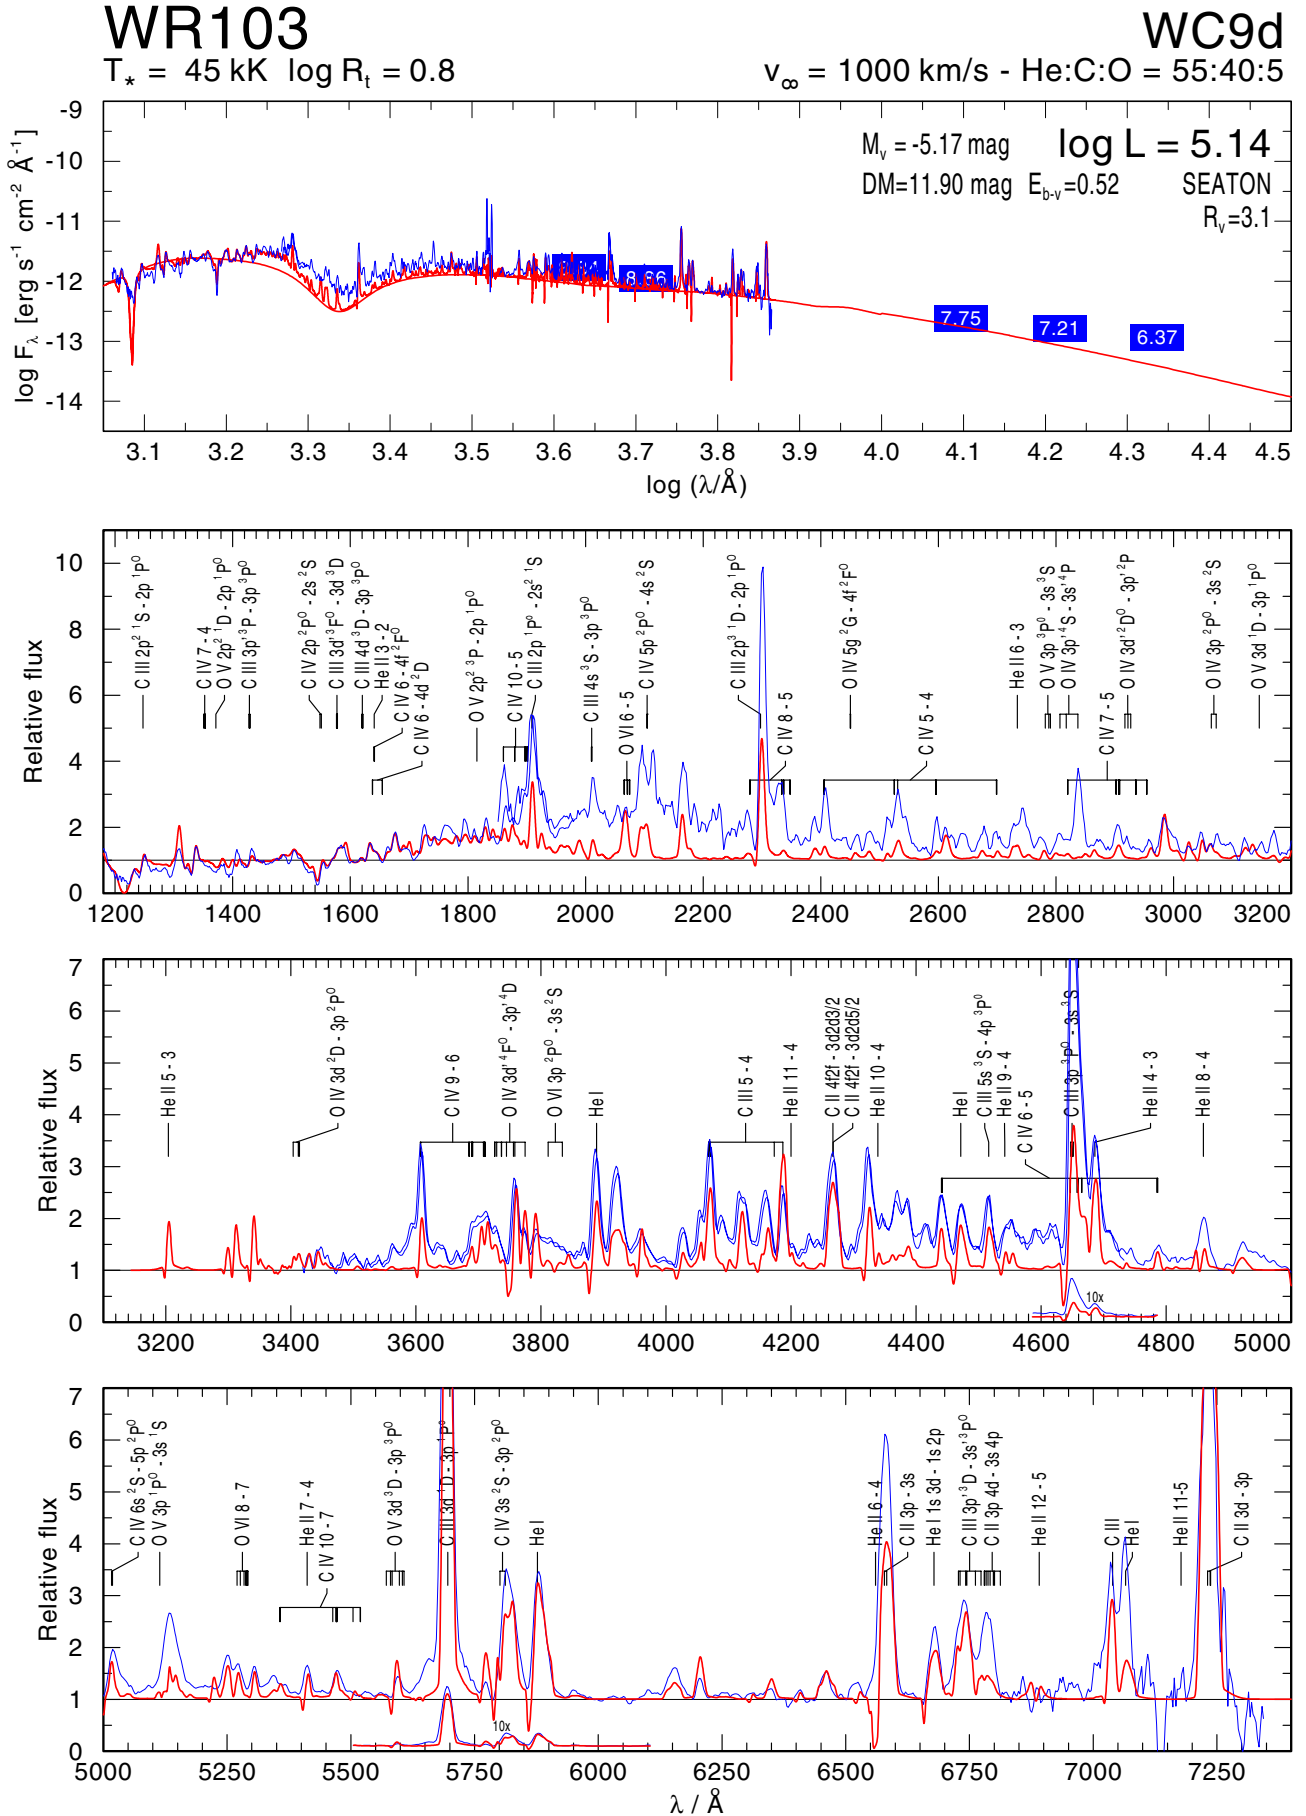 WR103
WC9d
T* = 45 kK log Rt = 0.8
v∞ = 1000 km/s - He:C:O = 55:40:5
log Fλ [erg s⁻¹ cm⁻² Å⁻¹]
-9
-10
-11
-12
-13
-14
Mv = -5.17 mag
log L = 5.14
DM=11.90 mag Eb-v=0.52
SEATON
Rv=3.1
7.75
7.21
6.37
3.1 3.2 3.3 3.4 3.5 3.6 3.7 3.8 3.9 4.0 4.1 4.2 4.3 4.4 4.5
log (λ/Å)
Relative flux
10
8
6
4
2
0
C III 2p² ¹S - 2p ¹P⁰
C IV 7 - 4
O V 2p² ¹D - 2p ¹P⁰
C III 3p'³P - 3p ³P⁰
C IV 2p ²P⁰ - 2s ²S
C III 3d'³F⁰ - 3d ³D
C III 4d ³D - 3p ³P⁰
He II 3 - 2
C IV 6 - 4f ²F⁰
C IV 6 - 4d ²D
O V 2p² ³P - 2p ¹P⁰
C IV 10 - 5
C III 2p ¹P⁰ - 2s² ¹S
C III 4s ³S - 3p ³P⁰
O VI 6 - 5
C IV 5p ²P⁰ - 4s ²S
C III 2p³ ¹D - 2p ¹P⁰
C IV 8 - 5
O IV 5g ²G - 4f ²F⁰
C IV 5 - 4
He II 6 - 3
O V 3p ³P⁰ - 3s ³S
O IV 3p'⁴S - 3s'⁴P
C IV 7 - 5
O IV 3d'²D⁰ - 3p'²P
O IV 3p ²P⁰ - 3s ²S
O V 3d ¹D - 3p ¹P⁰
1200 1400 1600 1800 2000 2200 2400 2600 2800 3000 3200
Relative flux
7
6
5
4
3
2
1
0
He II 5 - 3
O IV 3d ²D - 3p ²P⁰
C IV 9 - 6
O IV 3d'⁴F⁰ - 3p'⁴D
O VI 3p ²P⁰ - 3s ²S
He I
C III 5 - 4
He II 11 - 4
C II 4f2f - 3d2d3/2
C II 4f2f - 3d2d5/2
He II 10 - 4
He I
C III 5s ³S - 4p ³P⁰
He II 9 - 4
C IV 6 - 5
C III 3p ³P⁰ - 3s ³S
He II 4 - 3
He II 8 - 4
10x
3200 3400 3600 3800 4000 4200 4400 4600 4800 5000
Relative flux
7
6
5
4
3
2
1
0
C IV 6s ²S - 5p ²P⁰
O V 3p ¹P⁰ - 3s ¹S
O VI 8 - 7
He II 7 - 4
C IV 10 - 7
O V 3d ³D - 3p ³P⁰
C III 3d ¹D - 3p ¹P⁰
C IV 3s ²S - 3p ²P⁰
He I
He II 6 - 4
C II 3p - 3s
He I 1s 3d - 1s 2p
C III 3p'³D - 3s'³P⁰
C II 3p 4d - 3s 4p
He II 12 - 5
C III
He I
He II 11-5
C II 3d - 3p
10x
5000 5250 5500 5750 6000 6250 6500 6750 7000 7250
λ / Å